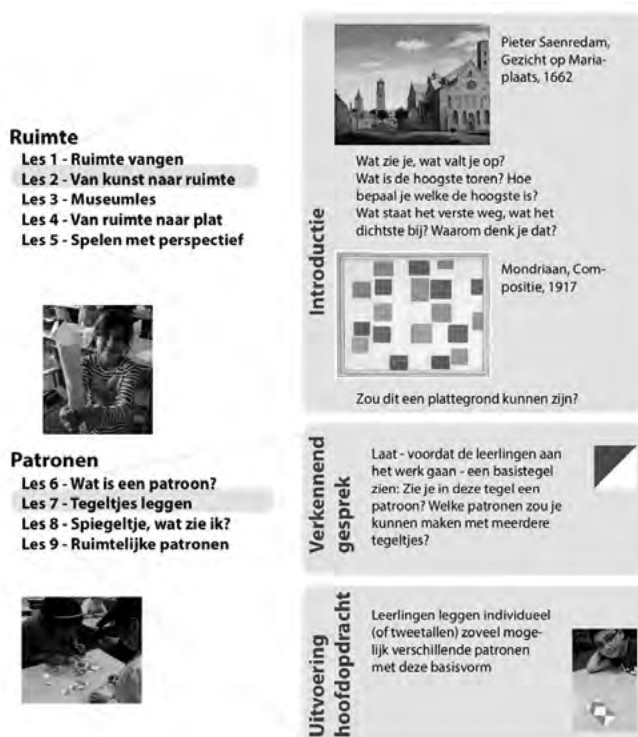 Ruimte
Les 1 - Ruimte vangen
Les 2 - Van kunst naar ruimte
Les 3 - Museumles
Les 4 - Van ruimte naar plat
Les 5 - Spelen met perspectief
Patronen
Les 6 - Wat is een patroon?
Les 7 - Tegeltjes leggen
Les 8 - Spiegeltje, wat zie ik?
Les 9 - Ruimtelijke patronen
Introductie
Pieter Saenredam,
Gezicht op Maria-
plaats, 1662
Wat zie je, wat valt je op?
Wat is de hoogste toren? Hoe
bepaal je welke de hoogste is?
Wat staat het verste weg, wat het
dichtste bij? Waarom denk je dat?
Mondriaan, Com-
positie, 1917
Zou dit een plattegrond kunnen zijn?
Verkennend
gesprek
Laat - voordat de leerlingen aan
het werk gaan - een basistegel
zien: Zie je in deze tegel een
patroon? Welke patronen zou je
kunnen maken met meerdere
tegeltjes?
Uitvoering
hoofdopdracht
Leerlingen leggen individueel
(of tweetallen) zoveel moge-
lijk verschillende patronen
met deze basisvorm